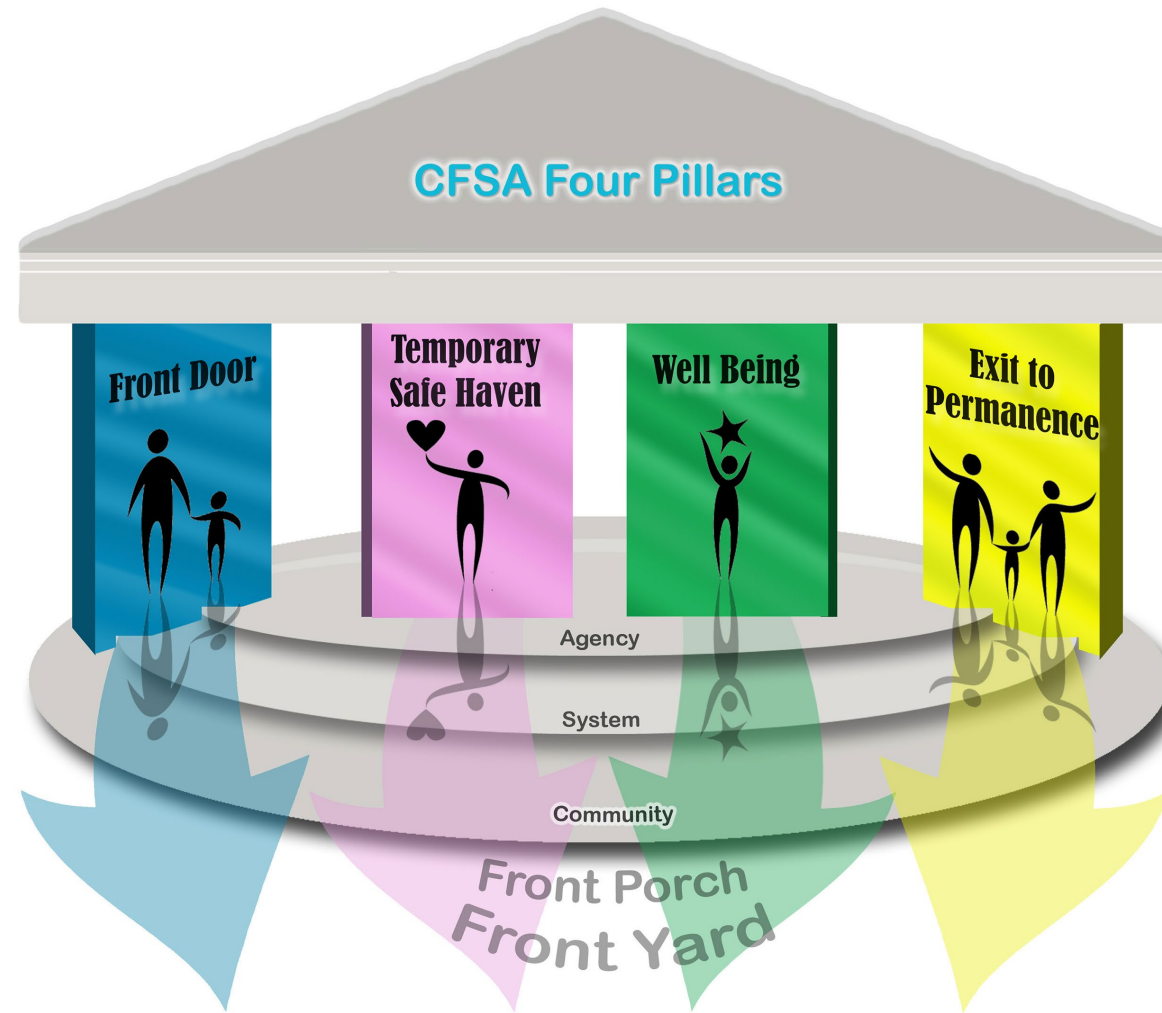 CFSA Four Pillars
Front Door
Temporary
Safe Haven
Well Being
Exit to
Permanence
Agency
System
Community
Front Porch
Front Yard